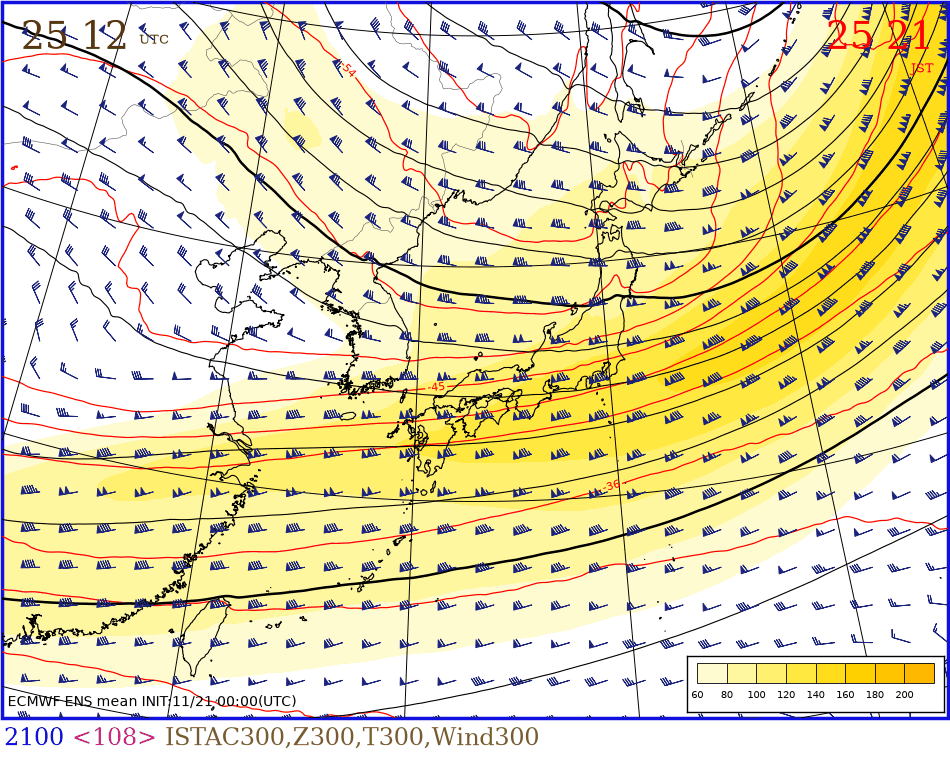 25 12 UTC
25 21
JST
-54
-45
-36
60 80 100 120 140 160 180 200
ECMWF ENS mean INIT:11/21 00:00(UTC)
2100 <108> ISTAC300,Z300,T300,Wind300